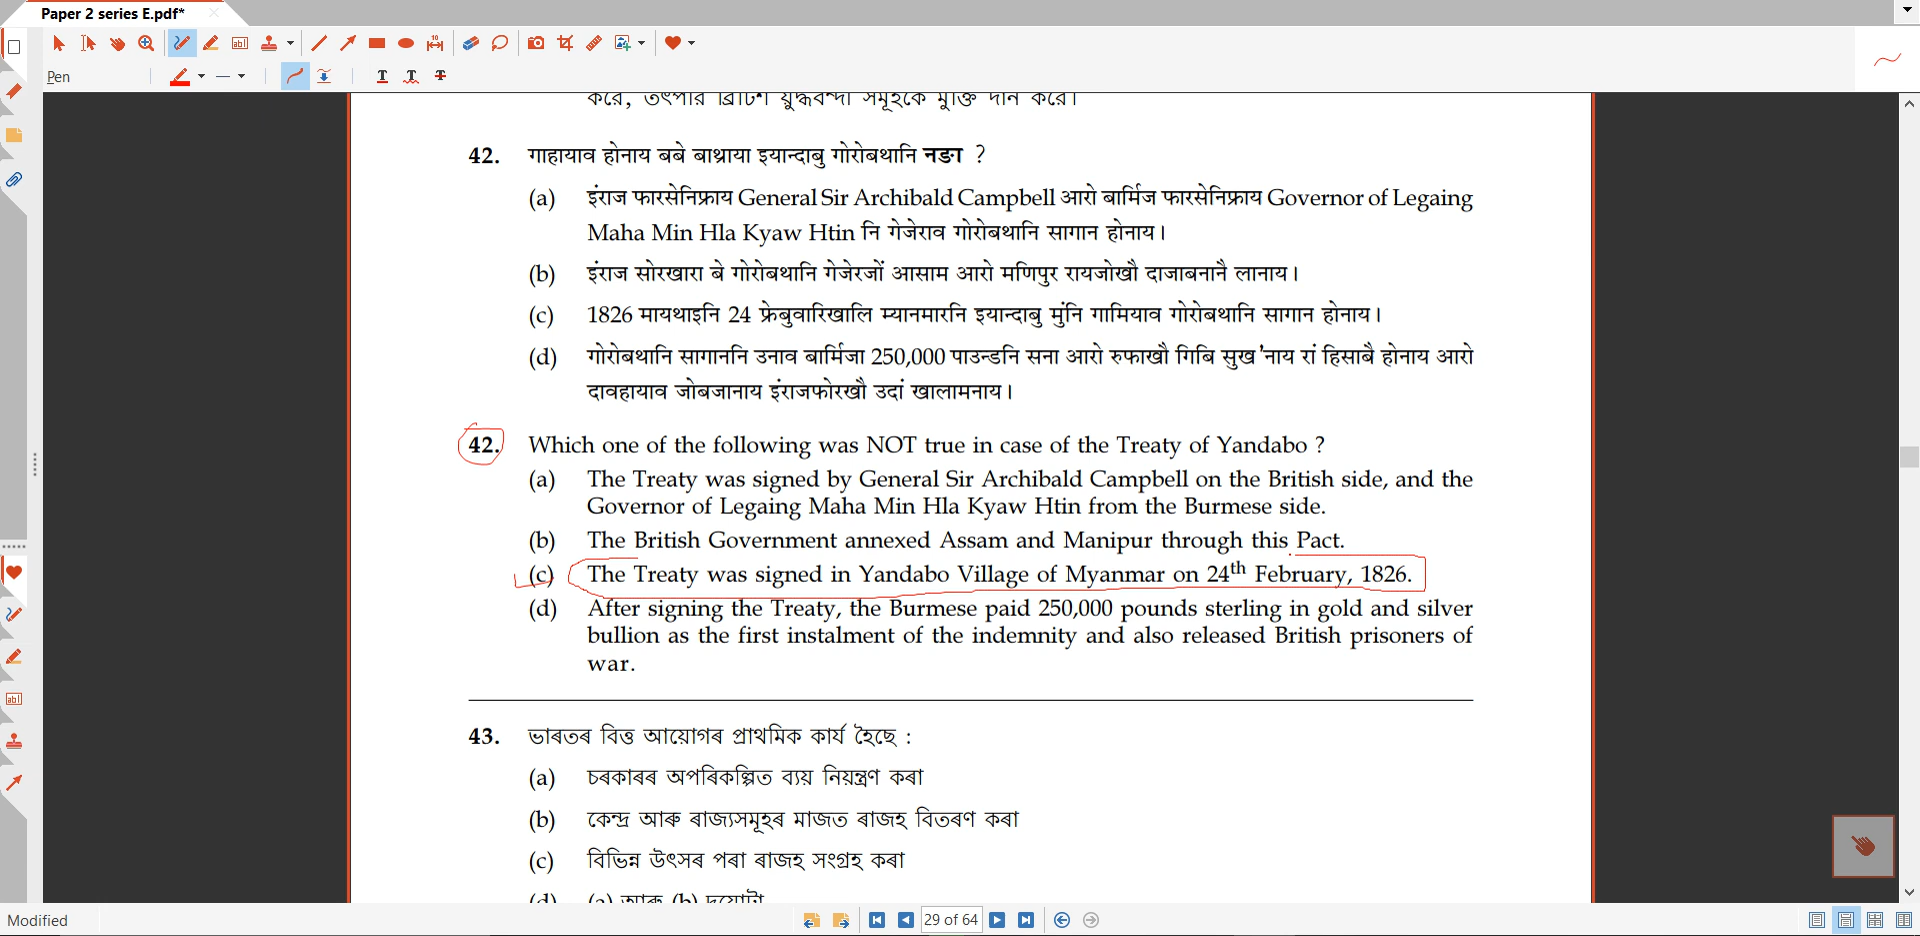 Paper 2 series E.pdf*
Pen
করে, তৎপরি ব্রিটিশ যুদ্ধবন্দী সমূহকে মুক্তি দান করে।
42. गाहायाव होनाय बबे बाथ्राया इयान्दाबु गोरोबथानि नङा ?
(a) इंराज फारसेनिफ्राय General Sir Archibald Campbell आरो बार्मिज फारसेनिफ्राय Governor of Legaing
Maha Min Hla Kyaw Htin नि गेजेराव गोरोबथानि सागान होनाय।
(b) इंराज सोरखारा बे गोरोबथानि गेजेरजों आसाम आरो मणिपुर रायजोखौ दाजाबनानै लानाय।
(c) 1826 मायथाइनि 24 फ्रेबुवारिखालि म्यानमारनि इयान्दाबु मुंनि गामियाव गोरोबथानि सागान होनाय।
(d) गोरोबथानि सागाननि उनाव बार्मिजा 250,000 पाउन्डनि सना आरो रुफाखौ गिबि सुख'नाय रां हिसाबै होनाय आरो
दावहायाव जोबजानाय इंराजफोरखौ उदां खालामनाय।
42. Which one of the following was NOT true in case of the Treaty of Yandabo ?
(a) The Treaty was signed by General Sir Archibald Campbell on the British side, and the
Governor of Legaing Maha Min Hla Kyaw Htin from the Burmese side.
(b) The British Government annexed Assam and Manipur through this Pact.
(c) The Treaty was signed in Yandabo Village of Myanmar on 24th February, 1826.
(d) After signing the Treaty, the Burmese paid 250,000 pounds sterling in gold and silver
bullion as the first instalment of the indemnity and also released British prisoners of
war.
43. ভাৰতৰ বিত্ত আয়োগৰ প্ৰাথমিক কাৰ্য হৈছে :
(a) চৰকাৰৰ অপৰিকল্পিত ব্যয় নিয়ন্ত্ৰণ কৰা
(b) কেন্দ্ৰ আৰু ৰাজ্যসমূহৰ মাজত ৰাজহ বিতৰণ কৰা
(c) বিভিন্ন উৎসৰ পৰা ৰাজহ সংগ্ৰহ কৰা
(d) (a) আৰু (b) দুয়োটা
Modified
29 of 64